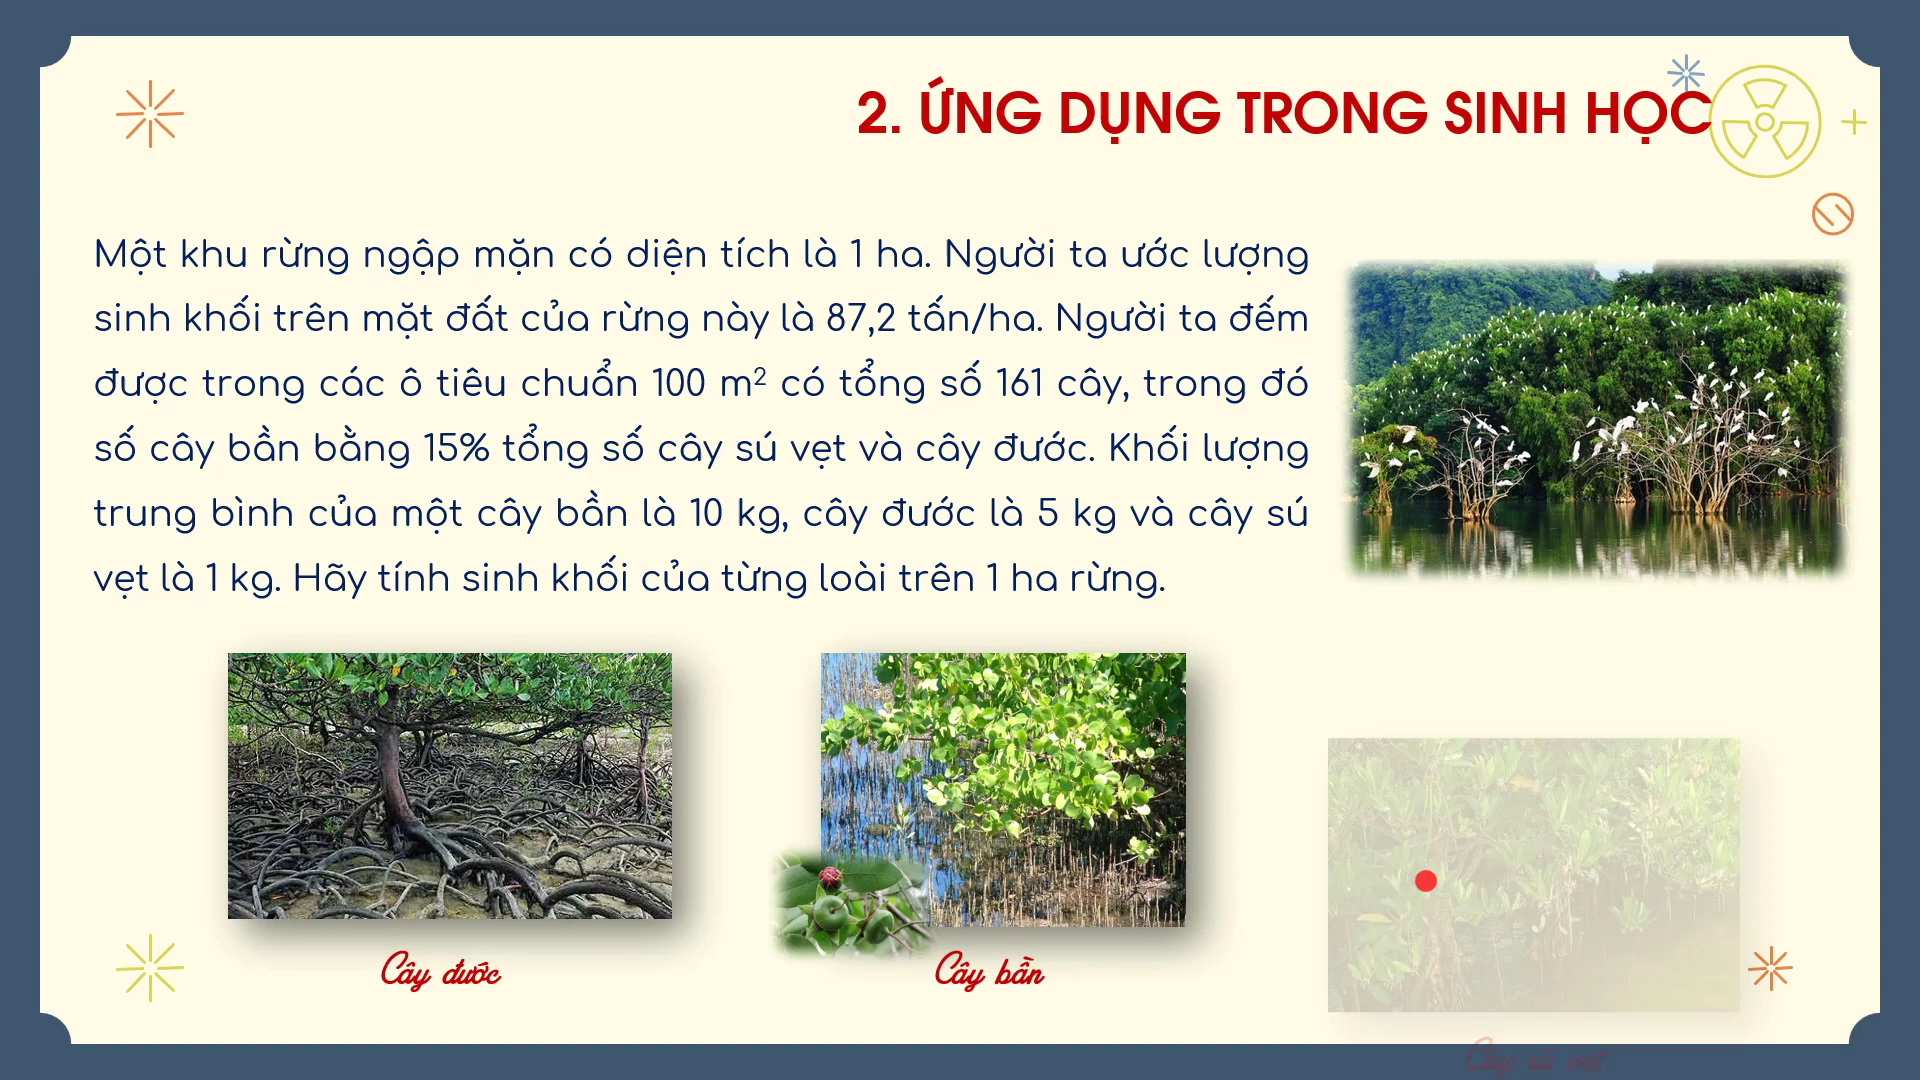 2. ỨNG DỤNG TRONG SINH HỌC
Một khu rừng ngập mặn có diện tích là 1 ha. Người ta ước lượng
sinh khối trên mặt đất của rừng này là 87,2 tấn/ha. Người ta đếm
được trong các ô tiêu chuẩn 100 m² có tổng số 161 cây, trong đó
số cây bần bằng 15% tổng số cây sú vẹt và cây đước. Khối lượng
trung bình của một cây bần là 10 kg, cây đước là 5 kg và cây sú
vẹt là 1 kg. Hãy tính sinh khối của từng loài trên 1 ha rừng.
Cây đước
Cây bần
Cây sú vẹt